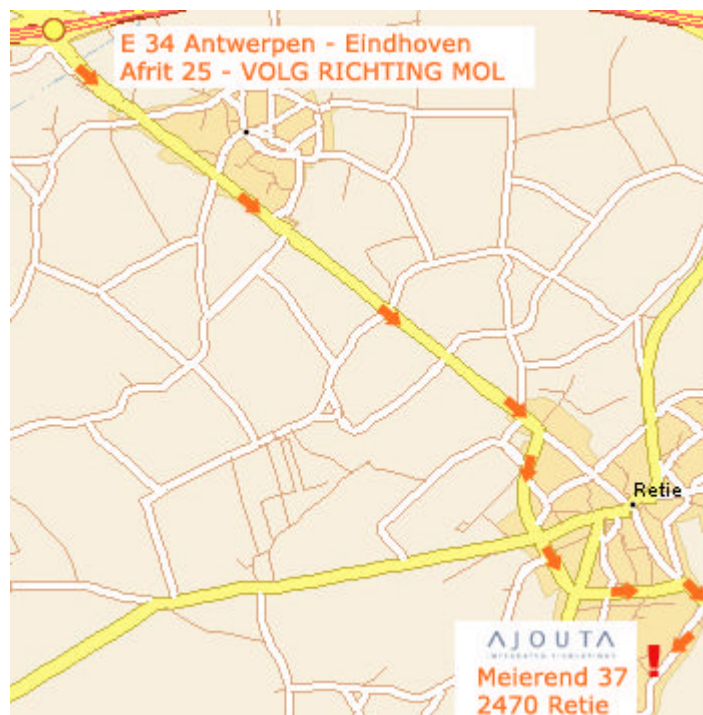 E 34 Antwerpen - Eindhoven
Afrit 25 - VOLG RICHTING MOL
Retie
AJOUTA
Meierend 37
2470 Retie